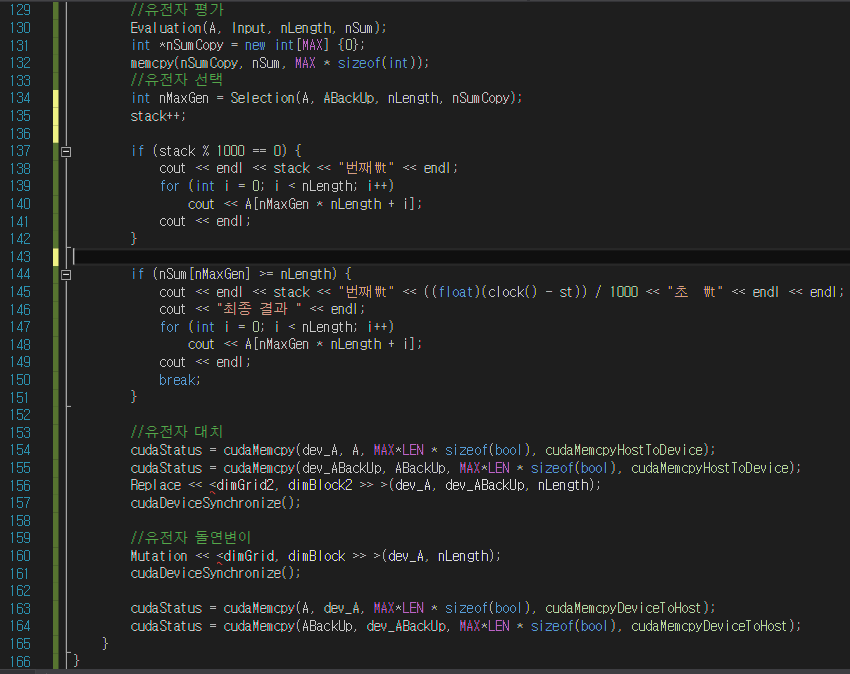 129 //유전자 평가
130 Evaluation(A, Input, nLength, nSum);
131 int *nSumCopy = new int[MAX] {0};
132 memcpy(nSumCopy, nSum, MAX * sizeof(int));
133 //유전자 선택
134 int nMaxGen = Selection(A, ABackUp, nLength, nSumCopy);
135 stack++;
136
137 if (stack % 1000 == 0) {
138 cout << endl << stack << "번째₩t" << endl;
139 for (int i = 0; i < nLength; i++)
140 cout << A[nMaxGen * nLength + i];
141 cout << endl;
142 }
143
144 if (nSum[nMaxGen] >= nLength) {
145 cout << endl << stack << "번째₩t" << ((float)(clock() - st)) / 1000 << "초  ₩t" << endl << endl;
146 cout << "최종 결과 " << endl;
147 for (int i = 0; i < nLength; i++)
148 cout << A[nMaxGen * nLength + i];
149 cout << endl;
150 break;
151 }
152
153 //유전자 대치
154 cudaStatus = cudaMemcpy(dev_A, A, MAX*LEN * sizeof(bool), cudaMemcpyHostToDevice);
155 cudaStatus = cudaMemcpy(dev_ABackUp, ABackUp, MAX*LEN * sizeof(bool), cudaMemcpyHostToDevice);
156 Replace << <dimGrid2, dimBlock2 >> >(dev_A, dev_ABackUp, nLength);
157 cudaDeviceSynchronize();
158
159 //유전자 돌연변이
160 Mutation << <dimGrid, dimBlock >> >(dev_A, nLength);
161 cudaDeviceSynchronize();
162
163 cudaStatus = cudaMemcpy(A, dev_A, MAX*LEN * sizeof(bool), cudaMemcpyDeviceToHost);
164 cudaStatus = cudaMemcpy(ABackUp, dev_ABackUp, MAX*LEN * sizeof(bool), cudaMemcpyDeviceToHost);
165 }
166 }